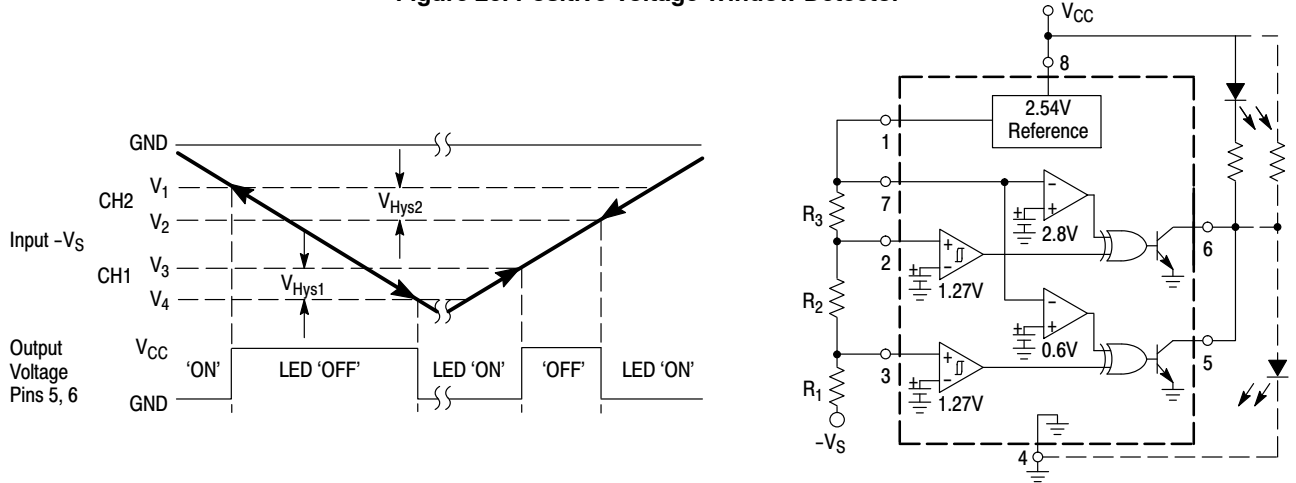 Figure Positive Voltage Window Detector
GND
CH2
V1
V2
VHys2
Input -VS
CH1
V3
V4
VHys1
Output
Voltage
Pins 5, 6
VCC
GND
'ON'
LED 'OFF'
LED 'ON'
'OFF'
LED 'ON'
VCC
8
2.54V
Reference
1
7
R3
2.8V
6
2
1.27V
R2
0.6V
5
3
1.27V
R1
-VS
4